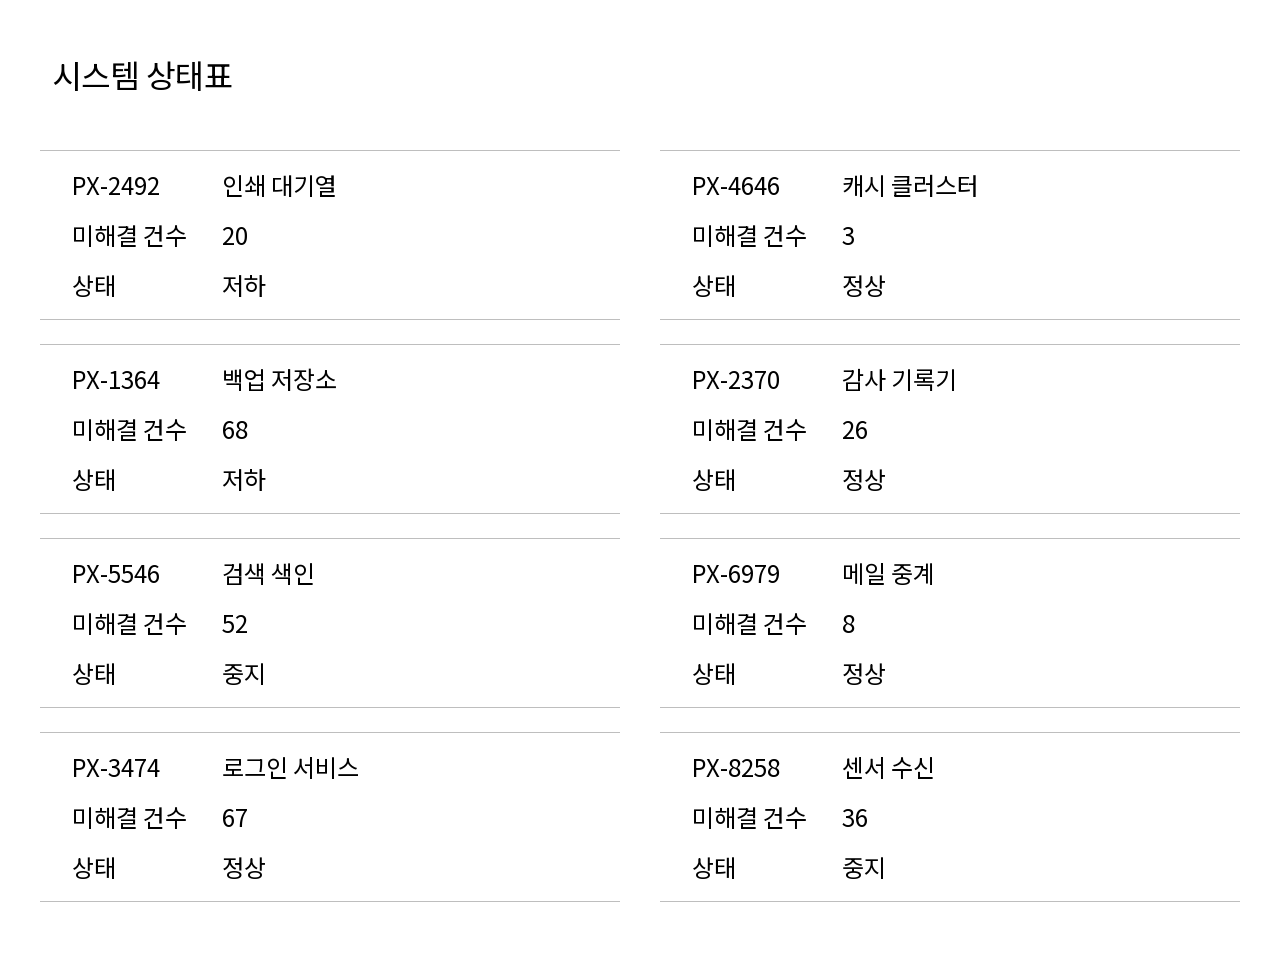 시스템 상태표
PX-2492 인쇄 대기열
미해결 건수 20
상태 저하
PX-4646 캐시 클러스터
미해결 건수 3
상태 정상
PX-1364 백업 저장소
미해결 건수 68
상태 저하
PX-2370 감사 기록기
미해결 건수 26
상태 정상
PX-5546 검색 색인
미해결 건수 52
상태 중지
PX-6979 메일 중계
미해결 건수 8
상태 정상
PX-3474 로그인 서비스
미해결 건수 67
상태 정상
PX-8258 센서 수신
미해결 건수 36
상태 중지